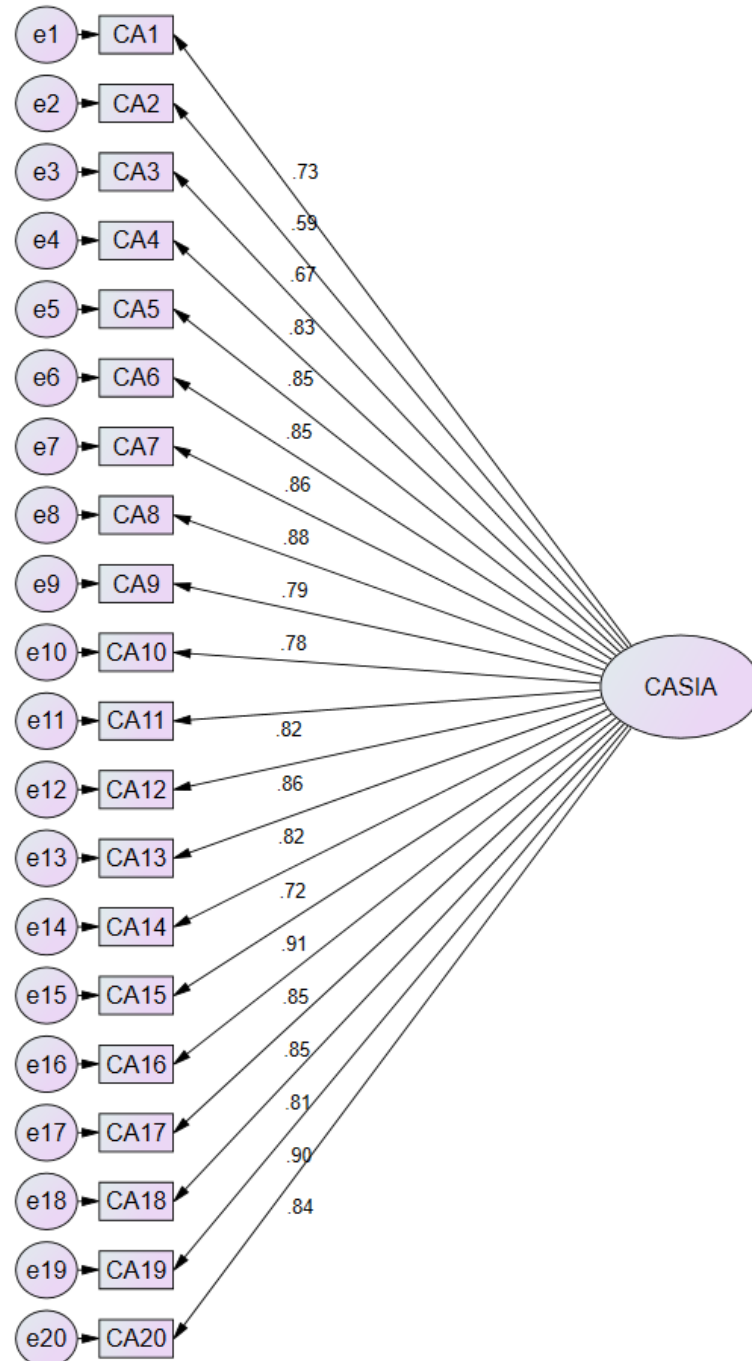 e1 CA1
e2 CA2
e3 CA3
.73
e4 CA4
.59
.67
e5 CA5
.83
e6 CA6
.85
.85
e7 CA7
.86
e8 CA8
.88
e9 CA9
.79
e10 CA10
.78
CASIA
e11 CA11
.82
e12 CA12
.86
e13 CA13
.82
.72
e14 CA14
.91
e15 CA15
.85
e16 CA16
.85
.81
e17 CA17
.90
e18 CA18
.84
e19 CA19
e20 CA20